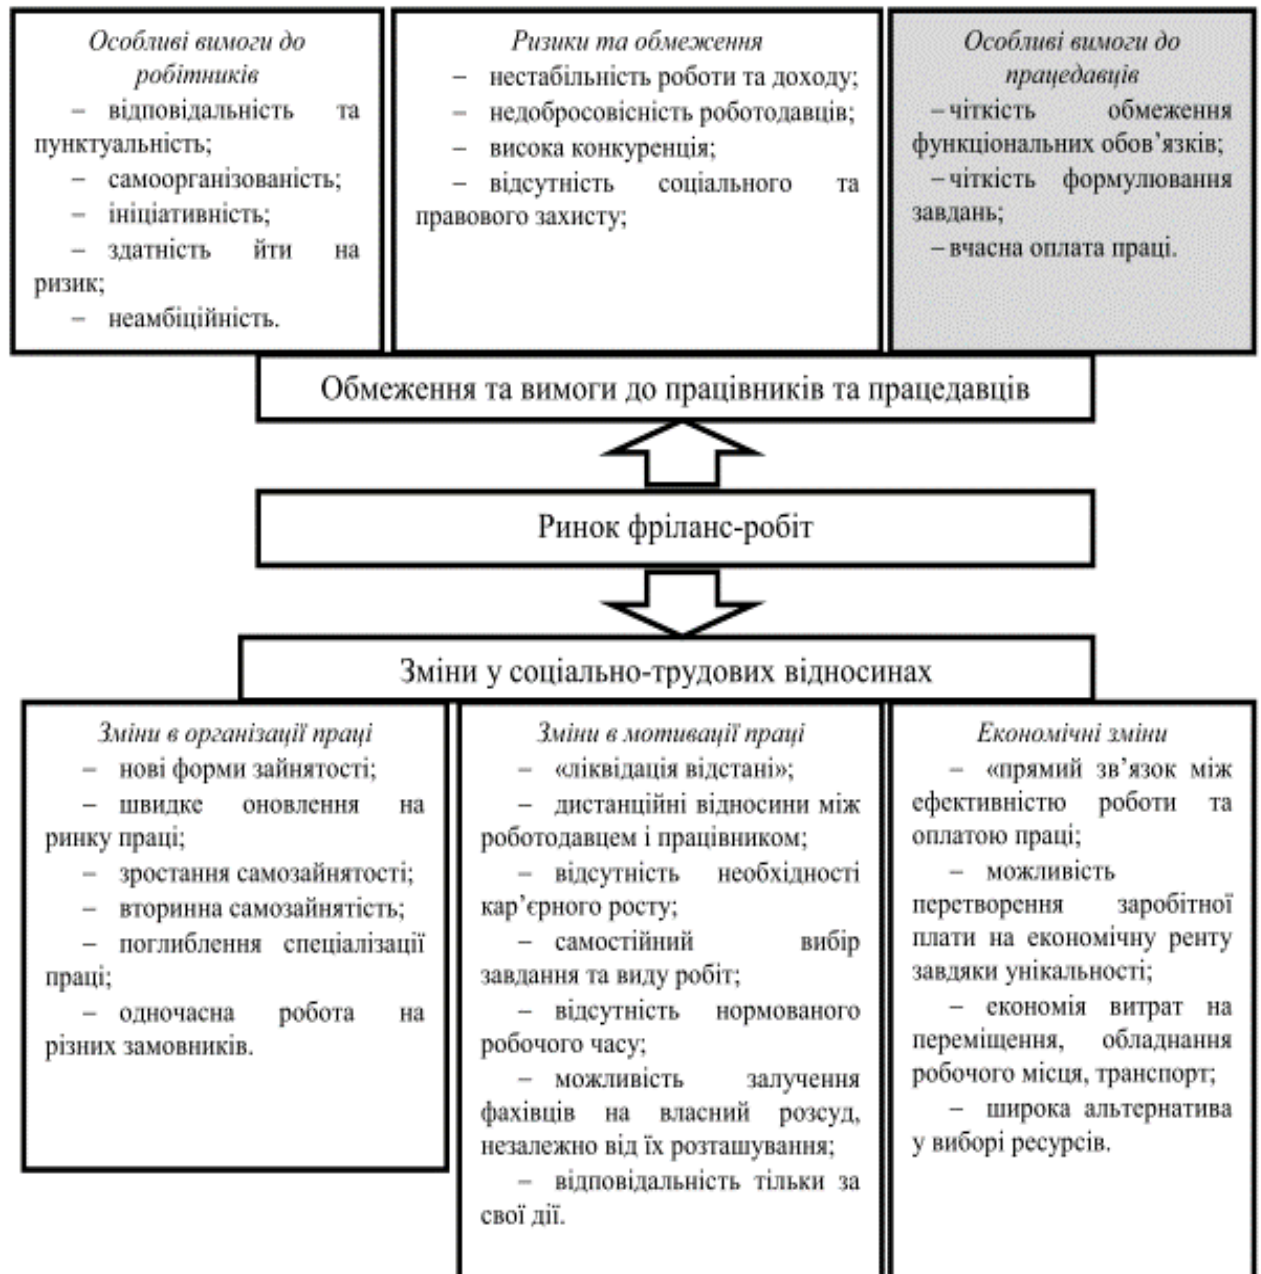 Особливі вимоги до
робітників
– відповідальність та
пунктуальність;
– самоорганізованість;
– ініціативність;
– здатність йти на
ризик;
– неамбіційність.
Ризики та обмеження
– нестабільність роботи та доходу;
– недобросовісність роботодавців;
– висока конкуренція;
– відсутність соціального та
правового захисту;
Особливі вимоги до
працедавців
– чіткість обмеження
функціональних обов’язків;
– чіткість формулювання
завдань;
– вчасна оплата праці.
Обмеження та вимоги до працівників та працедавців
Ринок фріланс-робіт
Зміни у соціально-трудових відносинах
Зміни в організації праці
– нові форми зайнятості;
– швидке оновлення на
ринку праці;
– зростання самозайнятості;
– вторинна самозайнятість;
– поглиблення спеціалізації
праці;
– одночасна робота на
різних замовників.
Зміни в мотивації праці
– «ліквідація відстані»;
– дистанційні відносини між
роботодавцем і працівником;
– відсутність необхідності
кар’єрного росту;
– самостійний вибір
завдання та виду робіт;
– відсутність нормованого
робочого часу;
– можливість залучення
фахівців на власний розсуд,
незалежно від їх розташування;
– відповідальність тільки за
свої дії.
Економічні зміни
– «прямий зв’язок між
ефективністю роботи та
оплатою праці;
– можливість
перетворення заробітної
плати на економічну ренту
завдяки унікальності;
– економія витрат на
переміщення, обладнання
робочого місця, транспорт;
– широка альтернатива
у виборі ресурсів.